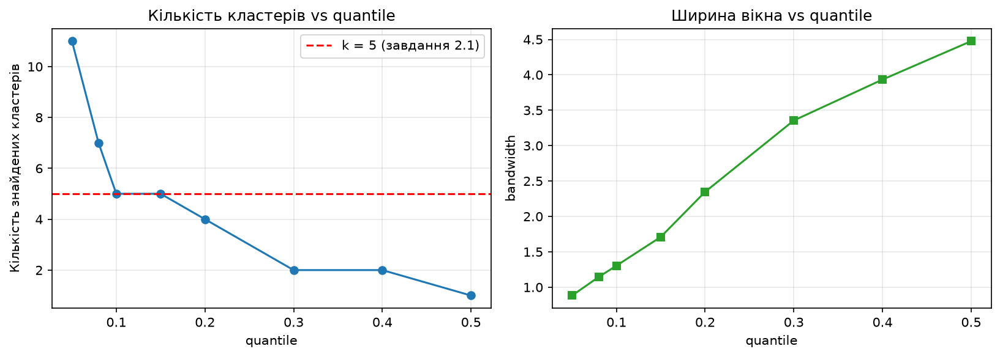 Кількість кластерів vs quantile
k = 5 (завдання 2.1)
Кількість знайдених кластерів
10
8
6
4
2
0.1 0.2 0.3 0.4 0.5
quantile
Ширина вікна vs quantile
bandwidth
4.5
4.0
3.5
3.0
2.5
2.0
1.5
1.0
0.1 0.2 0.3 0.4 0.5
quantile